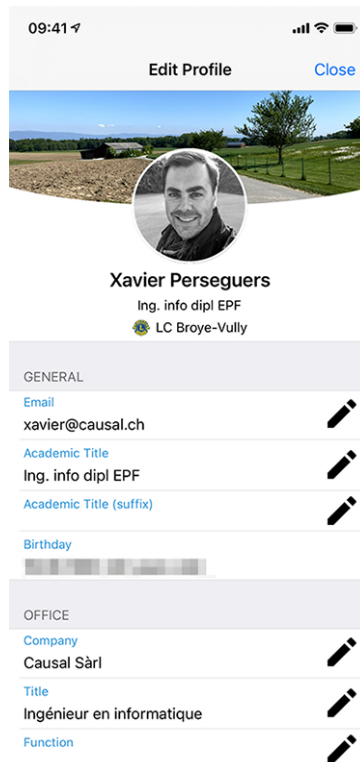 09:41
Edit Profile
Close
Xavier Perseguers
Ing. info dipl EPF
LC Broye-Vully
GENERAL
Email
xavier@causal.ch
Academic Title
Ing. info dipl EPF
Academic Title (suffix)
Birthday
OFFICE
Company
Causal Sàrl
Title
Ingénieur en informatique
Function